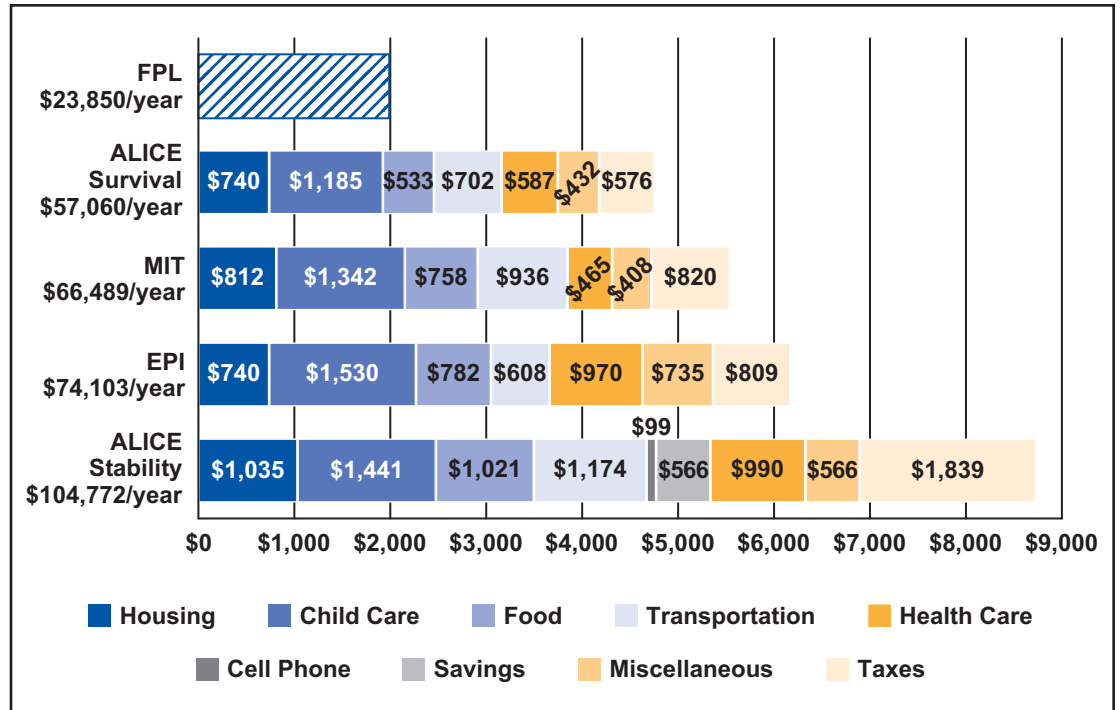 FPL
$23,850/year
ALICE
Survival
$57,060/year
$740 $1,185 $533 $702 $587 $432 $576
MIT
$66,489/year
$812 $1,342 $758 $936 $465 $408 $820
EPI
$74,103/year
$740 $1,530 $782 $608 $970 $735 $809
ALICE
Stability
$104,772/year
$99
$1,035 $1,441 $1,021 $1,174 $566 $990 $566 $1,839
$0 $1,000 $2,000 $3,000 $4,000 $5,000 $6,000 $7,000 $8,000 $9,000
Housing Child Care Food Transportation Health Care
Cell Phone Savings Miscellaneous Taxes